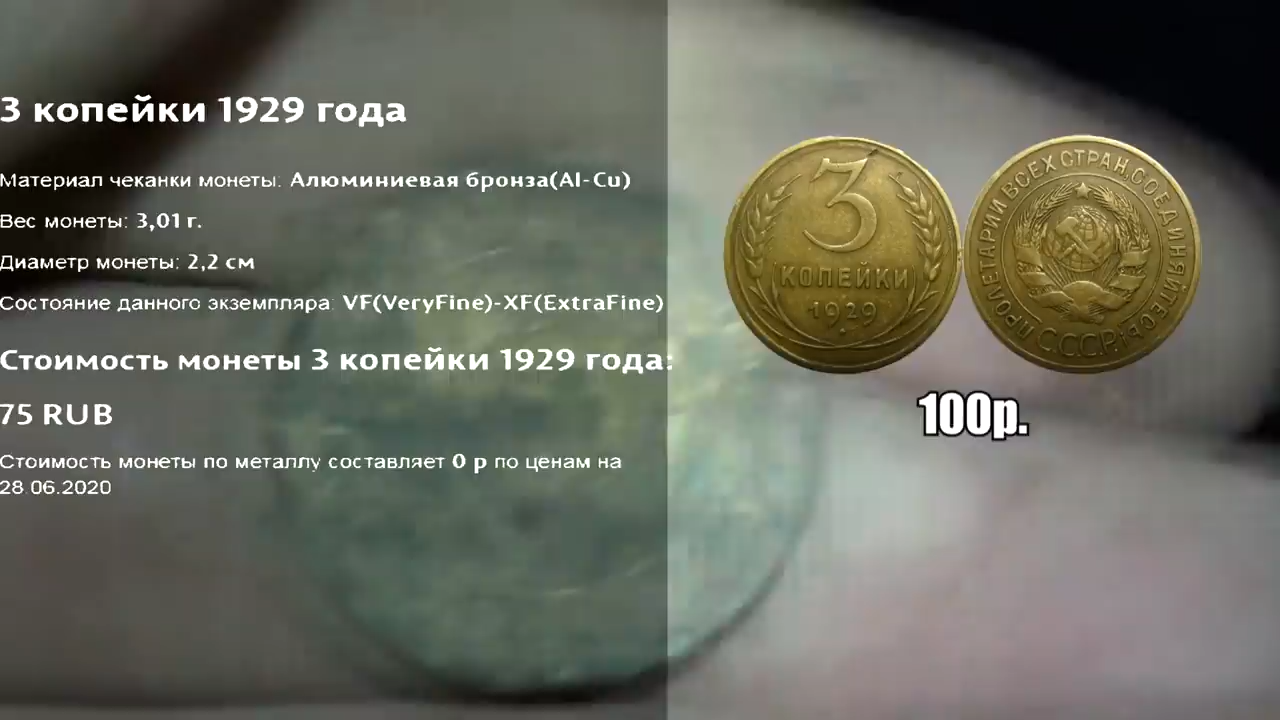 3 копейки 1929 года
Материал чеканки монеты: Алюминиевая бронза(Al-Cu)
Вес монеты: 3,01 г.
Диаметр монеты: 2,2 см
Состояние данного экземпляра: VF(VeryFine)-XF(ExtraFine)
Стоимость монеты 3 копейки 1929 года:
75 RUB
Стоимость монеты по металлу составляет 0 р по ценам на
28.06.2020
3
КОПЕЙКИ
1929
ПРОЛЕТАРИИ ВСЕХ СТРАН, СОЕДИНЯЙТЕСЬ!
С.С.С.Р.
100р.